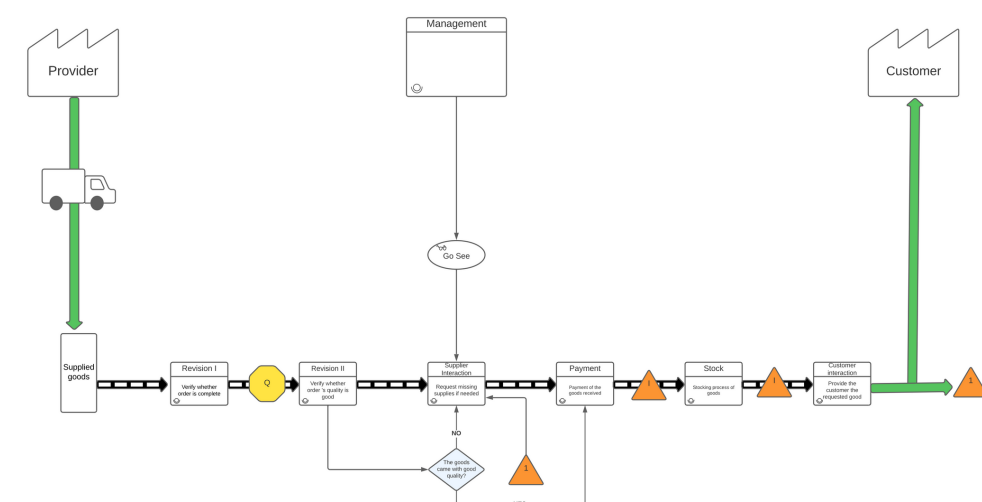 Management
Provider
Customer
Go See
Supplied
goods
Revision I
Verify whether
order is complete
Q
Revision II
Verify whether
order 's quality is
good
Supplier
Interaction
Request missing
supplies if needed
Payment
Payment of the
goods received
I
Stock
Stocking process of
goods
I
Customer
interaction
Provide the
customer the
requested good
1
NO
The goods
came with good
quality?
1